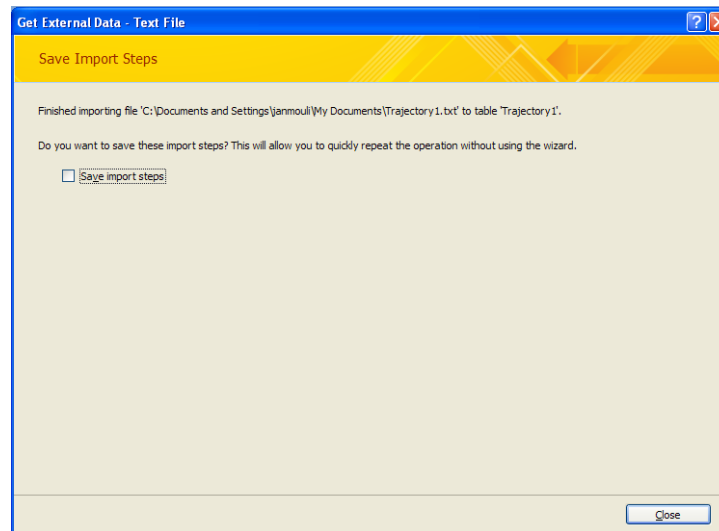 Get External Data - Text File
Save Import Steps
Finished importing file 'C:\Documents and Settings\janmouli\My Documents\Trajectory1.txt' to table 'Trajectory1'.
Do you want to save these import steps? This will allow you to quickly repeat the operation without using the wizard.
Save import steps
Close